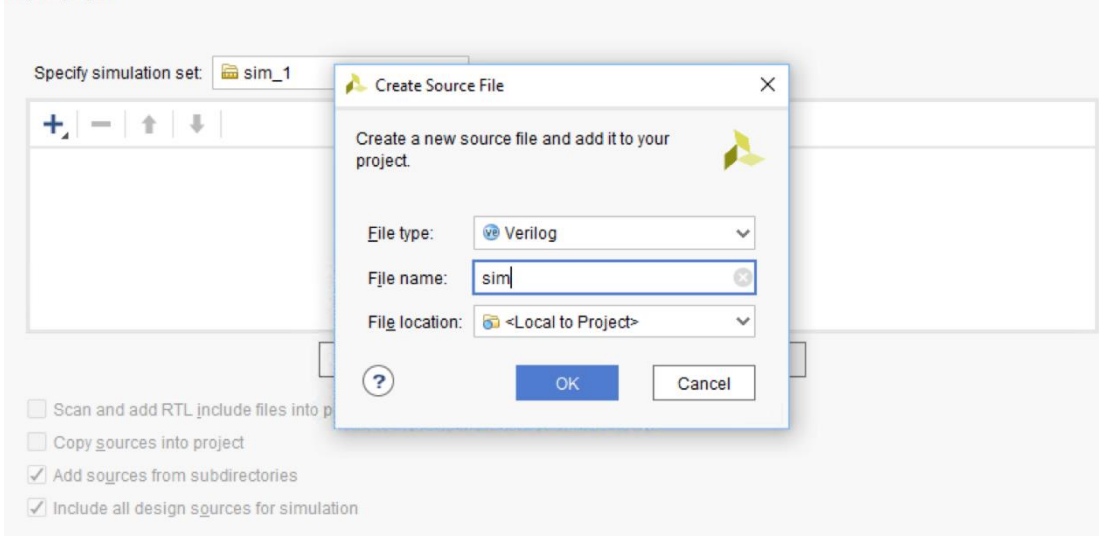 Specify simulation set: sim_1
Create Source File
Create a new source file and add it to your
project.
File type: Verilog
File name: sim
File location: <Local to Project>
? OK Cancel
Scan and add RTL include files into p
Copy sources into project
Add sources from subdirectories
Include all design sources for simulation